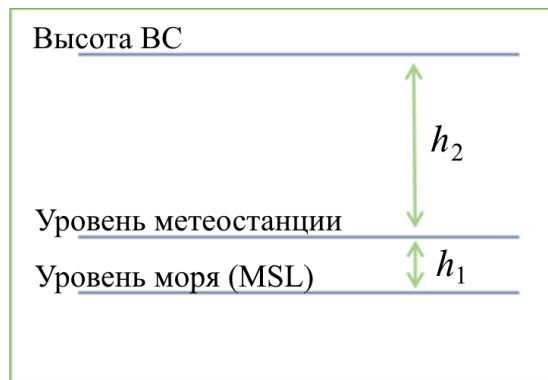 Высота ВС
h₂
Уровень метеостанции
Уровень моря (MSL)
h₁